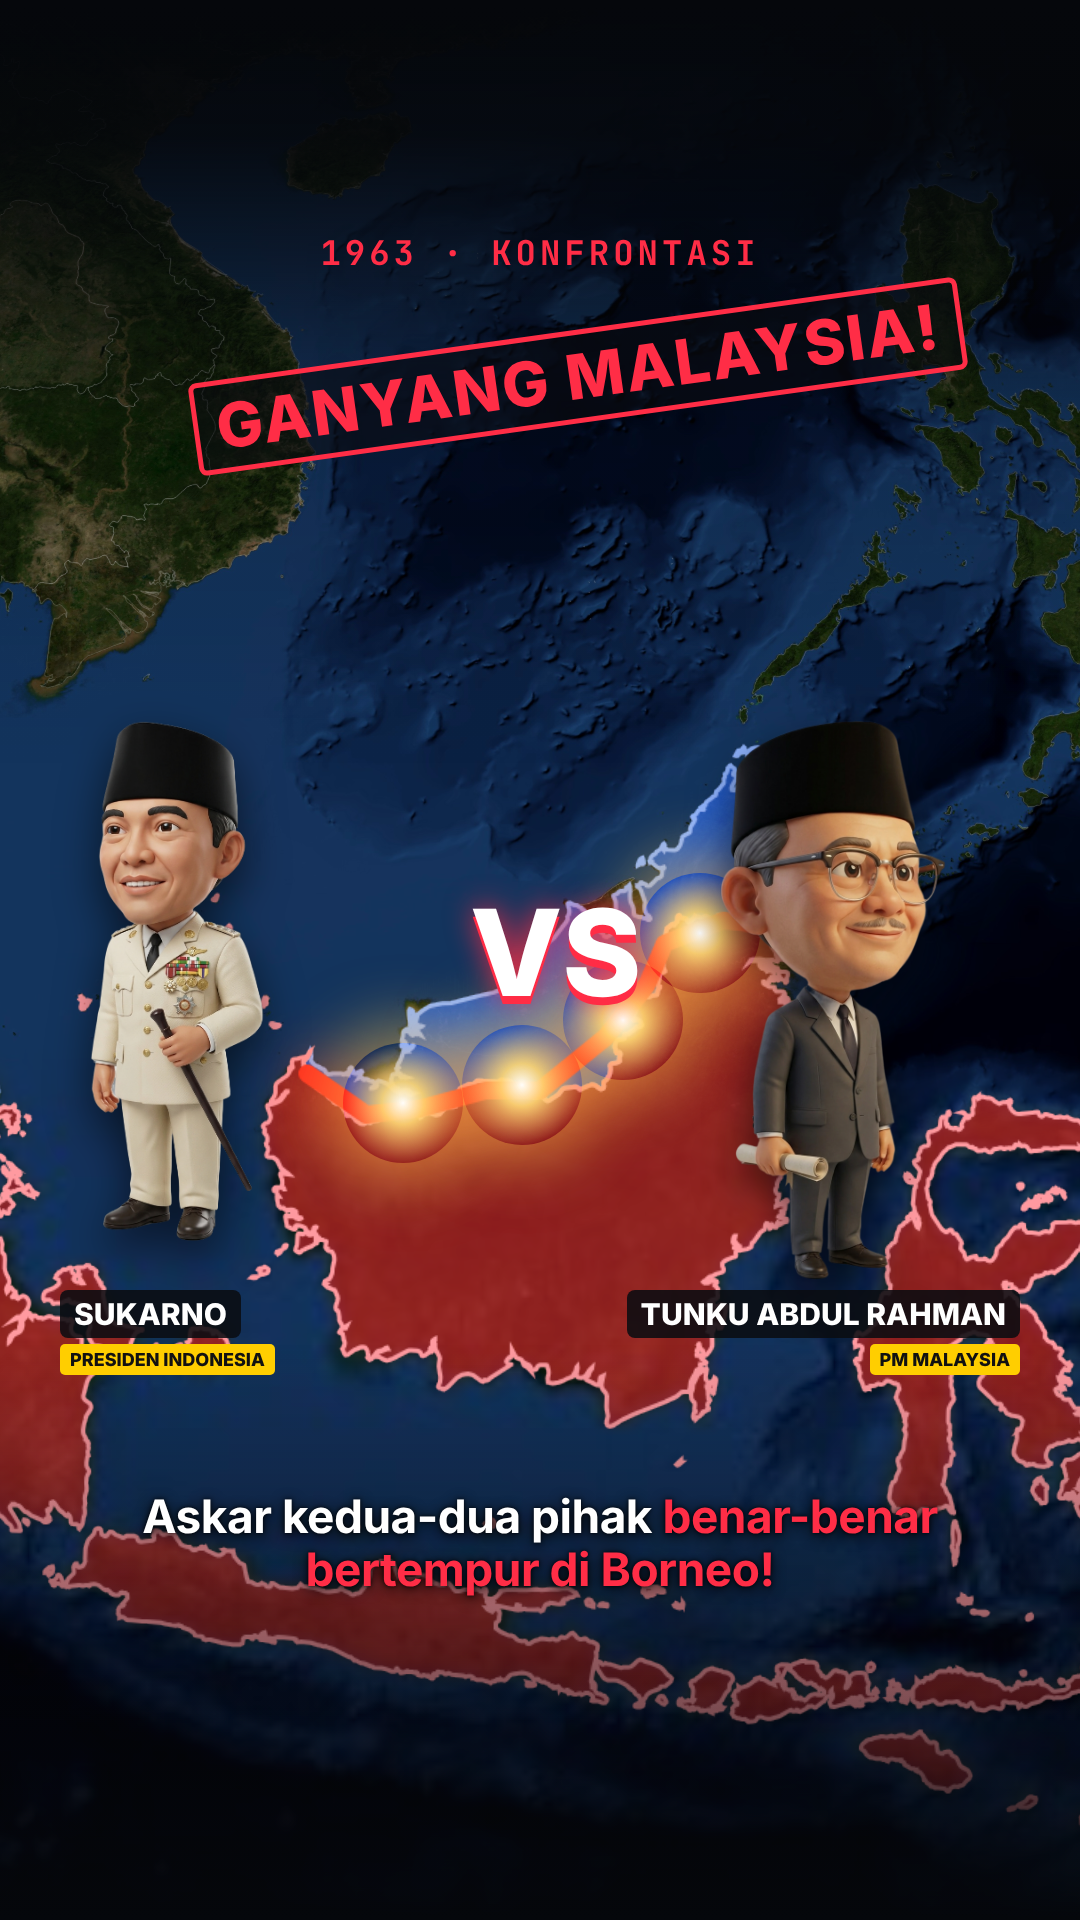 1963 · KONFRONTASI
GANYANG MALAYSIA!
VS
SUKARNO
PRESIDEN INDONESIA
TUNKU ABDUL RAHMAN
PM MALAYSIA
Askar kedua-dua pihak benar-benar
bertempur di Borneo!